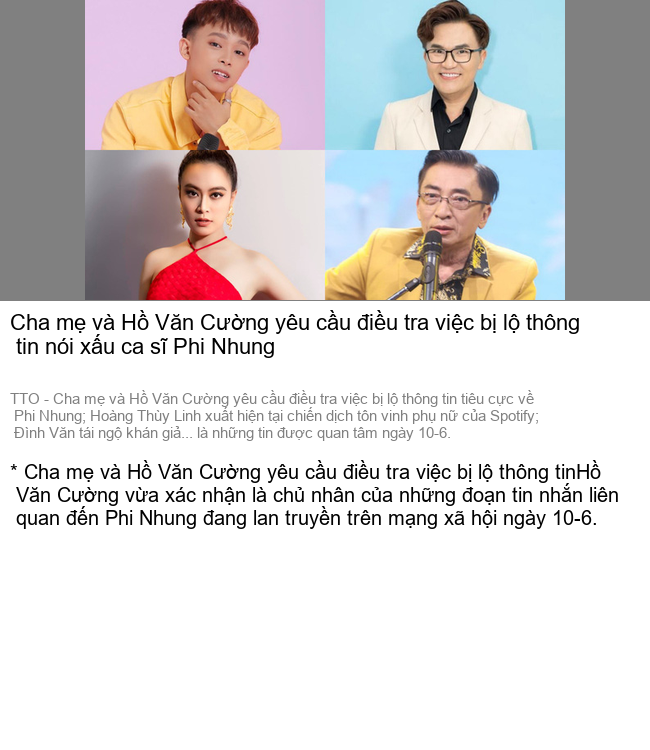 Cha mẹ và Hồ Văn Cường yêu cầu điều tra việc bị lộ thông
tin nói xấu ca sĩ Phi Nhung
TTO - Cha mẹ và Hồ Văn Cường yêu cầu điều tra việc bị lộ thông tin tiêu cực về
Phi Nhung; Hoàng Thùy Linh xuất hiện tại chiến dịch tôn vinh phụ nữ của Spotify;
Đình Văn tái ngộ khán giả... là những tin được quan tâm ngày 10-6.
* Cha mẹ và Hồ Văn Cường yêu cầu điều tra việc bị lộ thông tinHồ
Văn Cường vừa xác nhận là chủ nhân của những đoạn tin nhắn liên
quan đến Phi Nhung đang lan truyền trên mạng xã hội ngày 10-6.